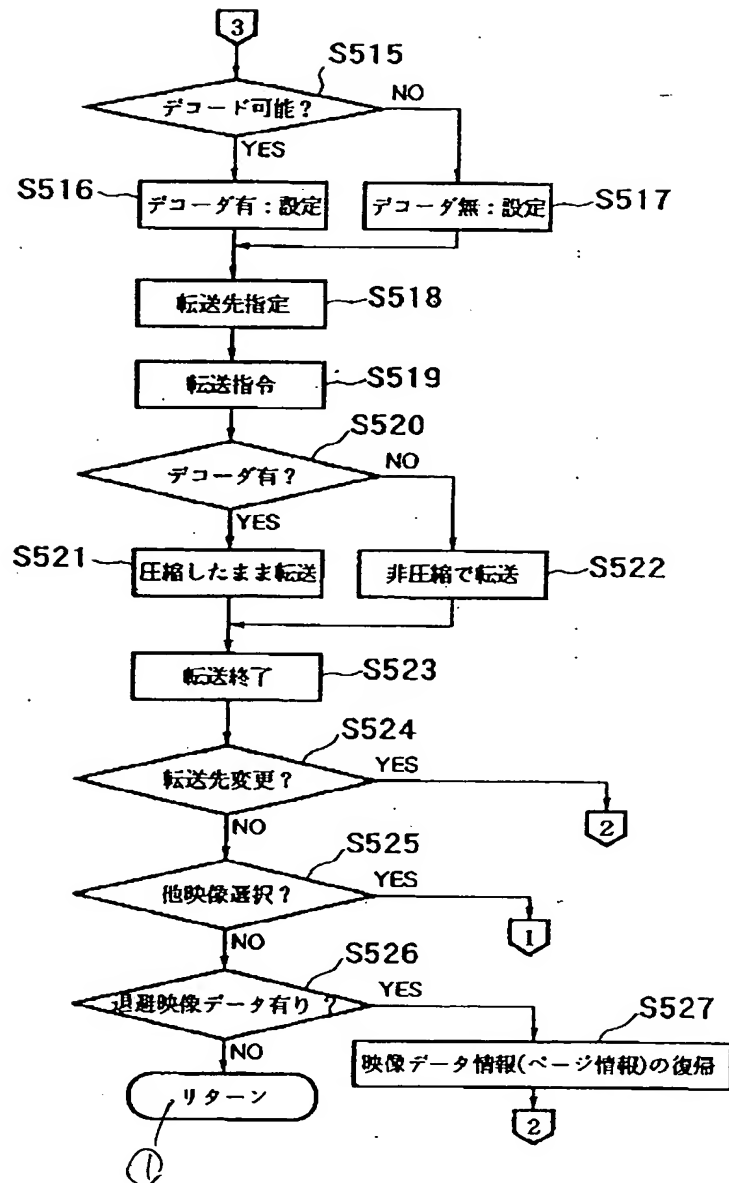 3
S515
デコード可能?
NO
YES
S516
デコーダ有:設定
デコーダ無:設定
S517
転送先指定
S518
転送指令
S519
S520
デコーダ有?
NO
YES
S521
圧縮したまま転送
非圧縮で転送
S522
転送終了
S523
S524
転送先変更?
YES
2
NO
S525
他映像選択?
YES
1
NO
S526
退避映像データ有り?
YES
S527
映像データ情報(ページ情報)の復帰
NO
リターン
2
①